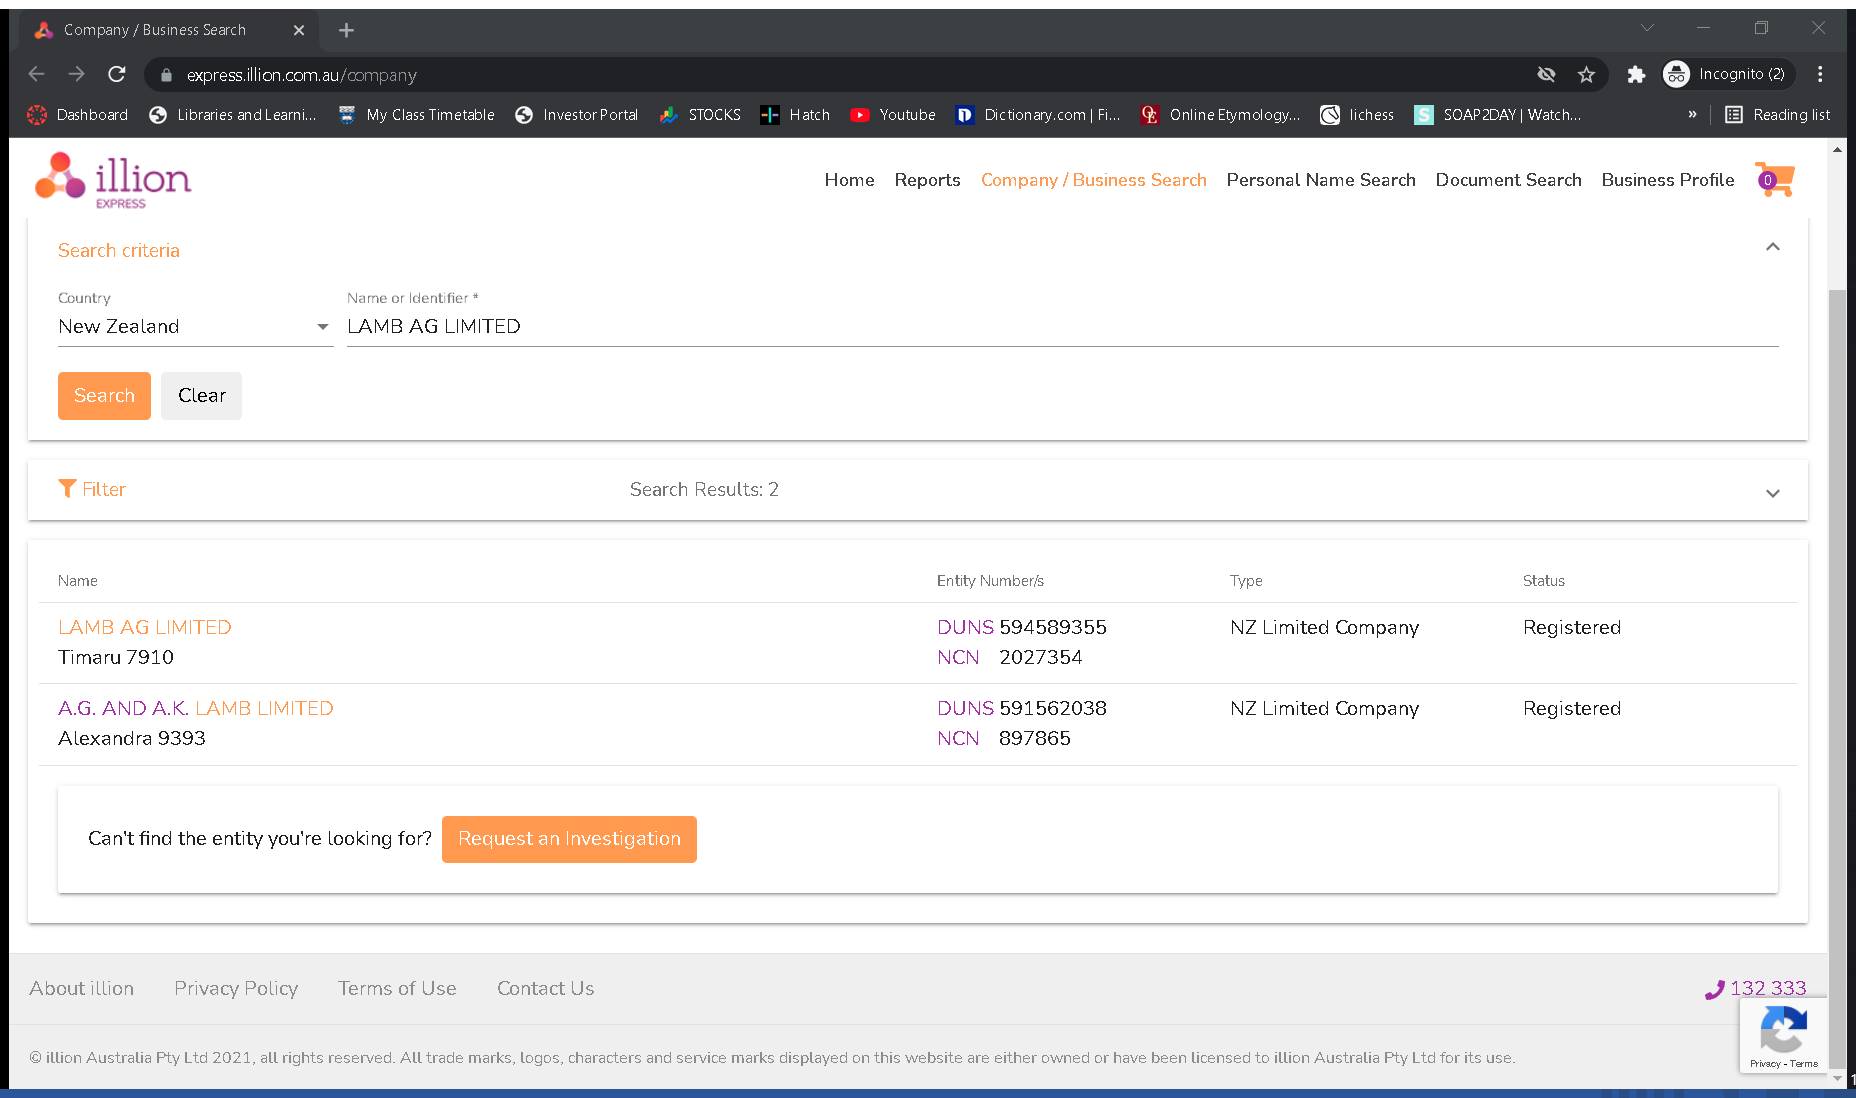 Company / Business Search
express.illion.com.au/company
Incognito (2)
Dashboard Libraries and Learni... My Class Timetable Investor Portal STOCKS Hatch Youtube Dictionary.com | Fi... Online Etymology... lichess SOAP2DAY | Watch... » Reading list
illion
EXPRESS
Home Reports Company / Business Search Personal Name Search Document Search Business Profile 0
Search criteria
Country Name or Identifier *
New Zealand LAMB AG LIMITED
Search Clear
Filter Search Results: 2
Name Entity Number/s Type Status
LAMB AG LIMITED DUNS 594589355 NZ Limited Company Registered
Timaru 7910 NCN 2027354
A.G. AND A.K. LAMB LIMITED DUNS 591562038 NZ Limited Company Registered
Alexandra 9393 NCN 897865
Can't find the entity you're looking for? Request an Investigation
About illion Privacy Policy Terms of Use Contact Us 132 333
© illion Australia Pty Ltd 2021, all rights reserved. All trade marks, logos, characters and service marks displayed on this website are either owned or have been licensed to illion Australia Pty Ltd for its use.
Privacy - Terms